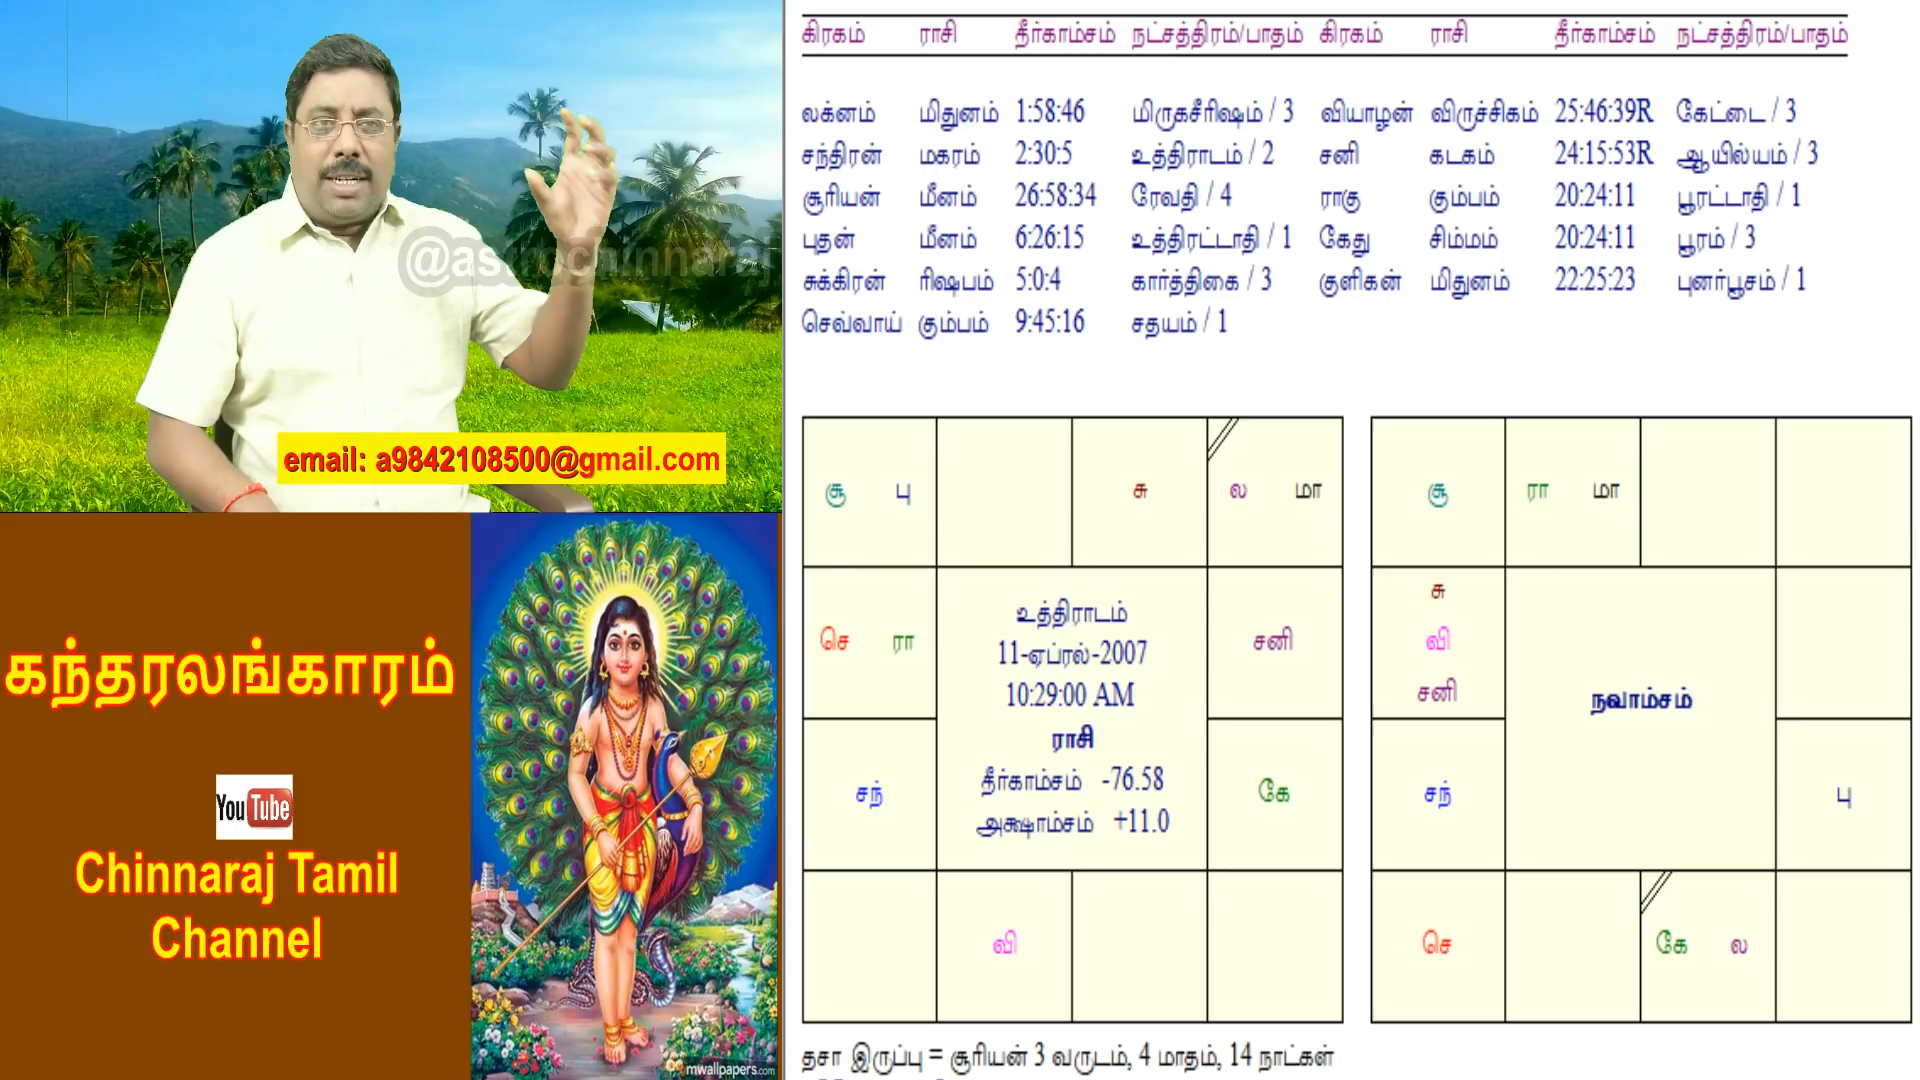 @astrochinnaraj
email: a9842108500@gmail.com
கந்தரலங்காரம்
YouTube
Chinnaraj Tamil
Channel
mwallpapers.com
கிரகம் ராசி தீர்காம்சம் நட்சத்திரம்/பாதம் கிரகம் ராசி தீர்காம்சம் நட்சத்திரம்/பாதம்
லக்னம் மிதுனம் 1:58:46 மிருகசீரிஷம் / 3 வியாழன் விருச்சிகம் 25:46:39R கேட்டை / 3
சந்திரன் மகரம் 2:30:5 உத்திராடம் / 2 சனி கடகம் 24:15:53R ஆயில்யம் / 3
சூரியன் மீனம் 26:58:34 ரேவதி / 4 ராகு கும்பம் 20:24:11 பூரட்டாதி / 1
புதன் மீனம் 6:26:15 உத்திரட்டாதி / 1 கேது சிம்மம் 20:24:11 பூரம் / 3
சுக்கிரன் ரிஷபம் 5:0:4 கார்த்திகை / 3 குளிகன் மிதுனம் 22:25:23 புனர்பூசம் / 1
செவ்வாய் கும்பம் 9:45:16 சதயம் / 1
சூ பு சு ல மா
செ ரா சனி
உத்திராடம்
11-ஏப்ரல்-2007
10:29:00 AM
ராசி
தீர்காம்சம் -76.58
அக்ஷாம்சம் +11.0
சந் கே
வி
சூ ரா மா
சு
வி
சனி
நவாம்சம்
சந் பு
செ கே ல
தசா இருப்பு = சூரியன் 3 வருடம், 4 மாதம், 14 நாட்கள்